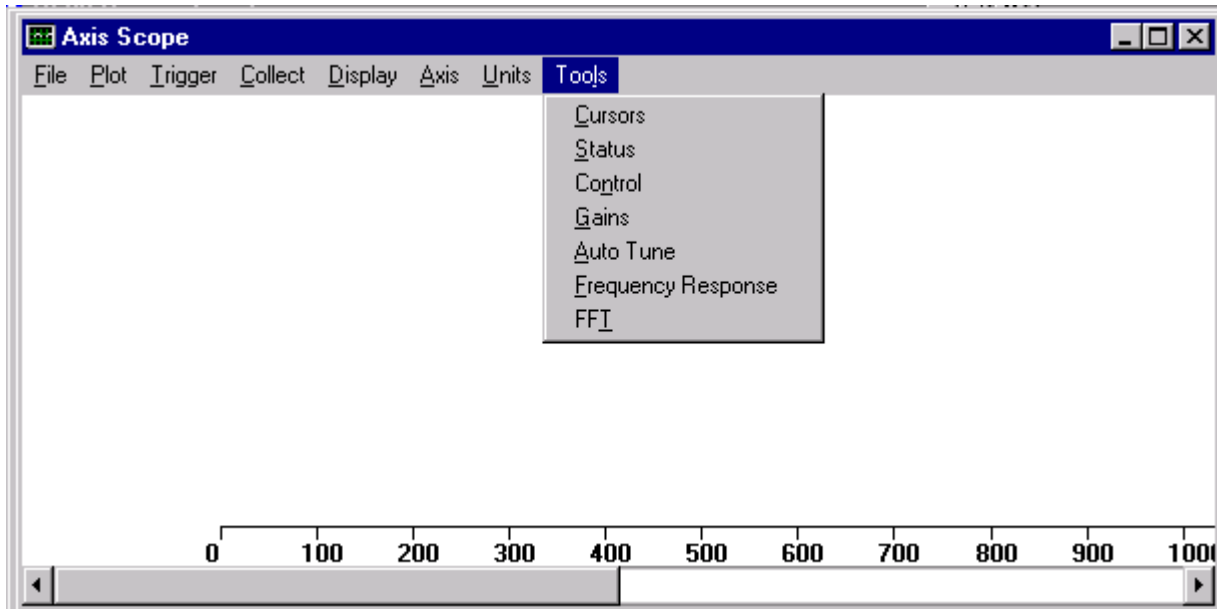 Axis Scope
File Plot Trigger Collect Display Axis Units Tools
Cursors
Status
Control
Gains
Auto Tune
Frequency Response
FFT
0 100 200 300 400 500 600 700 800 900